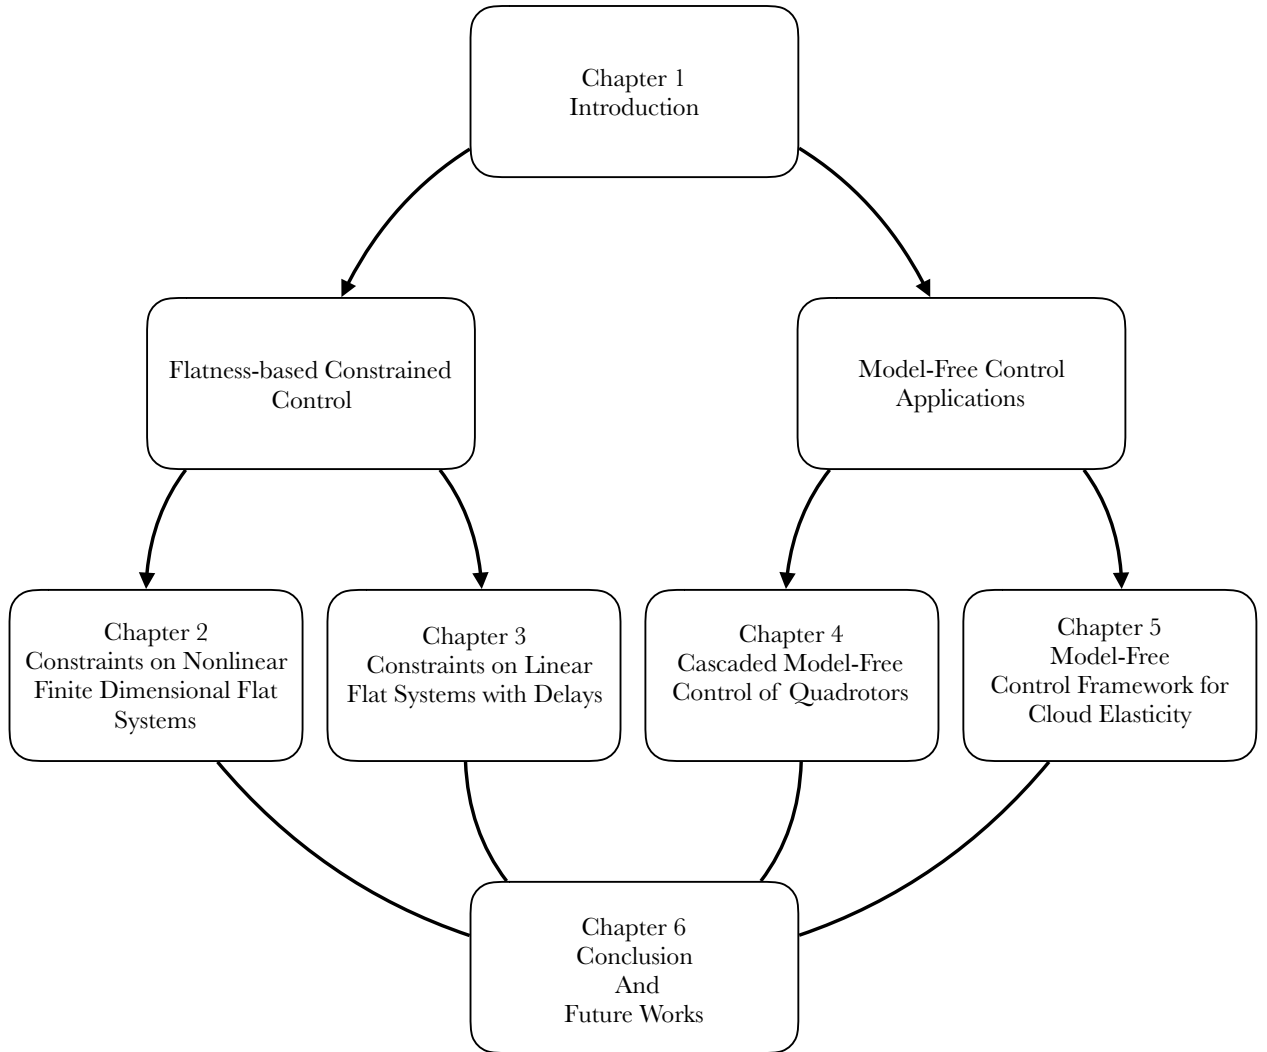 Chapter 1
Introduction
Flatness-based Constrained
Control
Model-Free Control
Applications
Chapter 2
Constraints on Nonlinear
Finite Dimensional Flat
Systems
Chapter 3
Constraints on Linear
Flat Systems with Delays
Chapter 4
Cascaded Model-Free
Control of Quadrotors
Chapter 5
Model-Free
Control Framework for
Cloud Elasticity
Chapter 6
Conclusion
And
Future Works